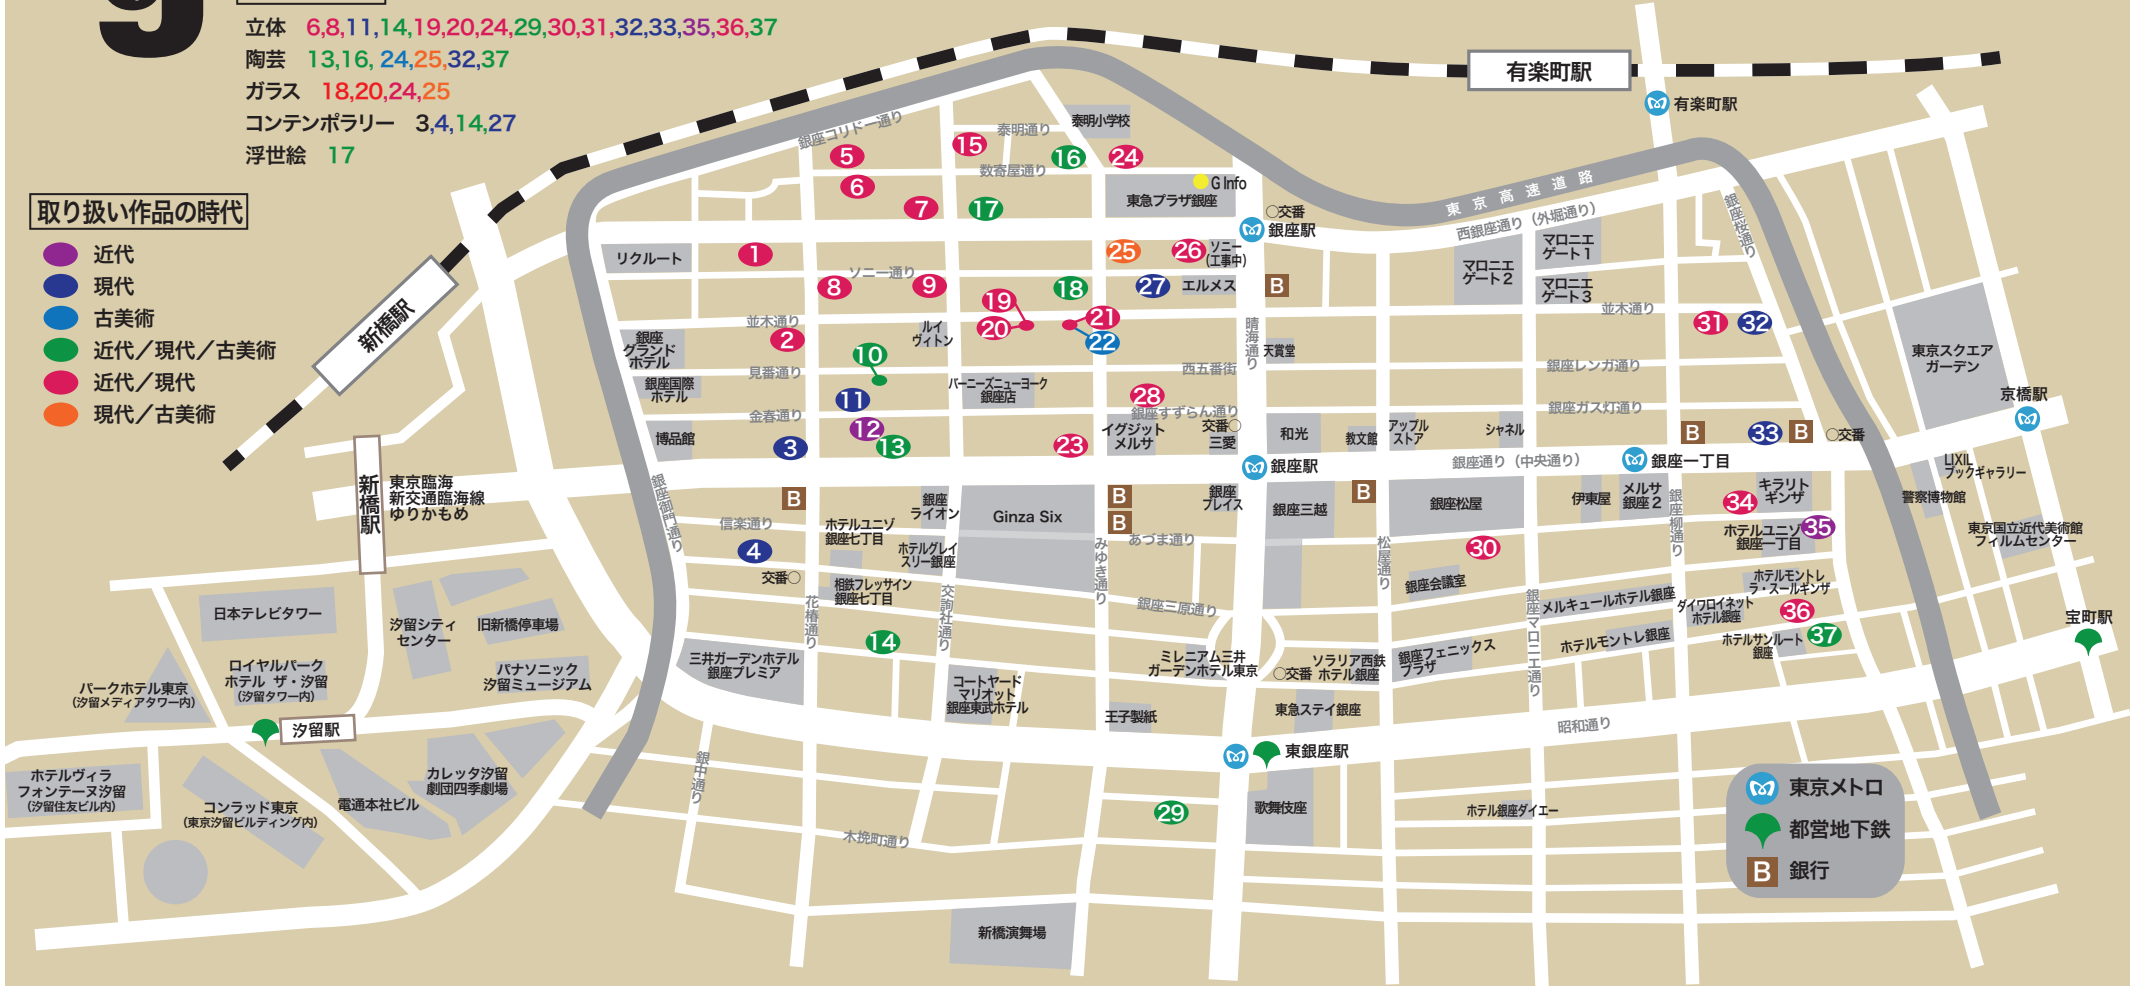 g
立体 6,8,11,14,19,20,24,29,30,31,32,33,35,36,37
陶芸 13,16, 24,25,32,37
ガラス 18,20,24,25
コンテンポラリー 3,4,14,27
浮世絵 17
取り扱い作品の時代
近代
現代
古美術
近代／現代／古美術
近代／現代
現代／古美術
有楽町駅
有楽町駅
銀座コリドー通り
泰明通り
泰明小学校
数寄屋通り
5
15
16
24
6
7
17
G Info
東急プラザ銀座
○交番
銀座駅
東京高速道路
西銀座通り（外堀通り）
銀座桜通り
マロニエ
ゲート1
マロニエ
ゲート2
マロニエ
ゲート3
リクルート
1
25
26
ソニー
（工事中）
ソニー通り
8
9
18
27
エルメス
B
19
20
21
22
並木通り
並木通り
31
32
新橋駅
銀座
グランド
ホテル
2
ルイ
ヴィトン
晴海通り
天賞堂
10
見番通り
西五番街
銀座レンガ通り
東京スクエア
ガーデン
銀座国際
ホテル
バーニーズニューヨーク
銀座店
11
28
金春通り
銀座すずらん通り
銀座ガス灯通り
京橋駅
博品館
3
12
13
23
イグジット
メルサ
交番○
三愛
和光
教文館
アップル
ストア
シャネル
B
33
B
○交番
銀座駅
銀座通り（中央通り）
銀座一丁目
LIXIL
ブックギャラリー
警察博物館
東京国立近代美術館
フィルムセンター
新橋駅
東京臨海
新交通臨海線
ゆりかもめ
銀座御門通り
B
銀座
ライオン
Ginza Six
B
B
銀座
プレイス
銀座三越
B
銀座松屋
伊東屋
メルサ
銀座２
銀座柳通り
34
キラリト
ギンザ
信楽通り
4
ホテルユニゾ
銀座七丁目
ホテルグレイ
スリー銀座
あづま通り
みゆき通り
松屋通り
30
35
ホテルユニゾ
銀座一丁目
交番○
相鉄フレッサイン
銀座七丁目
花椿通り
交詢社通り
銀座三原通り
銀座会議室
銀座マロニエ通り
メルキュールホテル銀座
ホテルモントレ
ラ・スールギンザ
ダイワロイネット
ホテル銀座
36
37
ホテルサンルート
銀座
宝町駅
日本テレビタワー
汐留シティ
センター
旧新橋停車場
ロイヤルパーク
ホテル ザ・汐留
（汐留タワー内）
パナソニック
汐留ミュージアム
パークホテル東京
（汐留メディアタワー内）
汐留駅
14
三井ガーデンホテル
銀座プレミア
コートヤード
マリオット
銀座東武ホテル
ミレニアム三井
ガーデンホテル東京
○交番
ソラリア西鉄
ホテル銀座
銀座フェニックス
プラザ
ホテルモントレ銀座
王子製紙
東急ステイ銀座
昭和通り
東銀座駅
銀中通り
ホテルヴィラ
フォンテーヌ汐留
（汐留住友ビル内）
コンラッド東京
（東京汐留ビルディング内）
電通本社ビル
カレッタ汐留
劇団四季劇場
29
歌舞伎座
木挽町通り
ホテル銀座ダイエー
新橋演舞場
東京メトロ
都営地下鉄
B 銀行